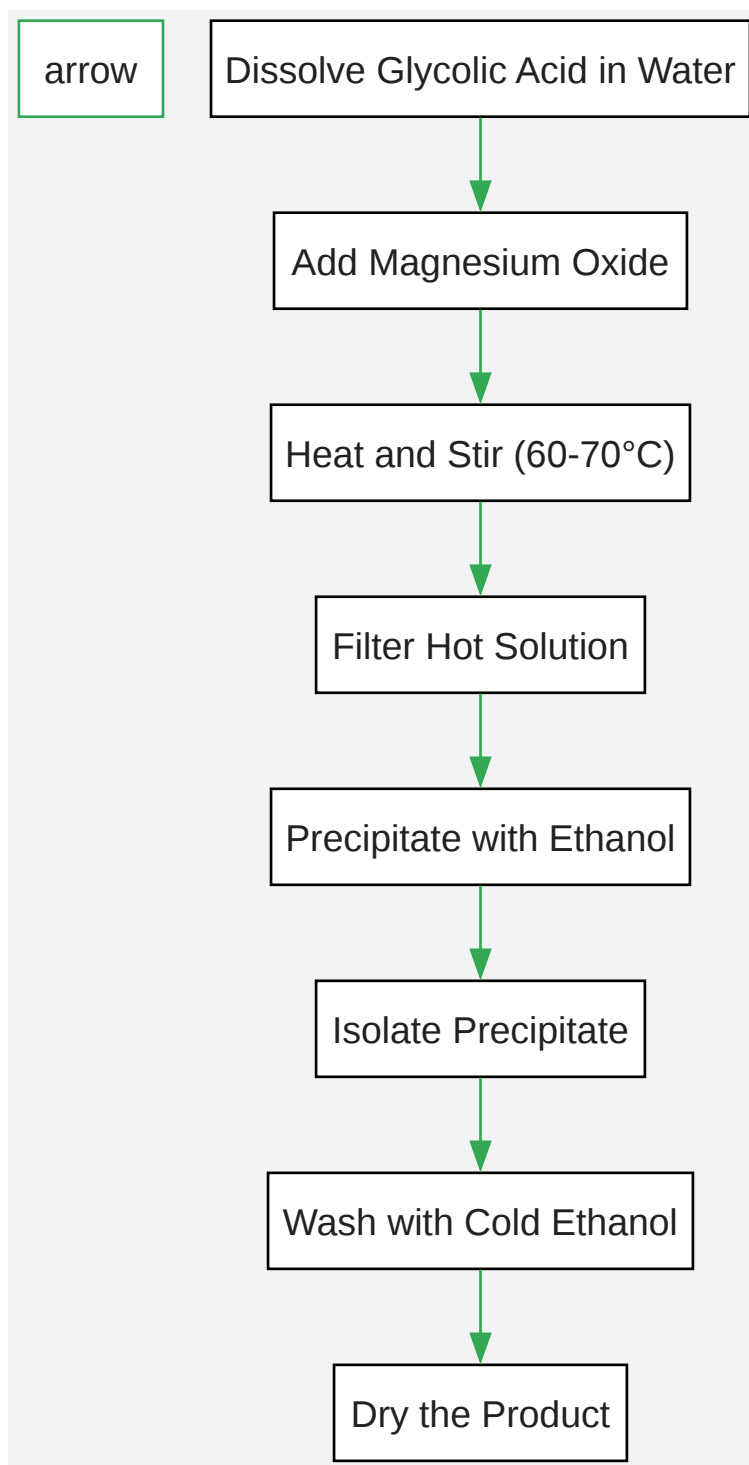 arrow
Dissolve Glycolic Acid in Water
Add Magnesium Oxide
Heat and Stir (60-70°C)
Filter Hot Solution
Precipitate with Ethanol
Isolate Precipitate
Wash with Cold Ethanol
Dry the Product